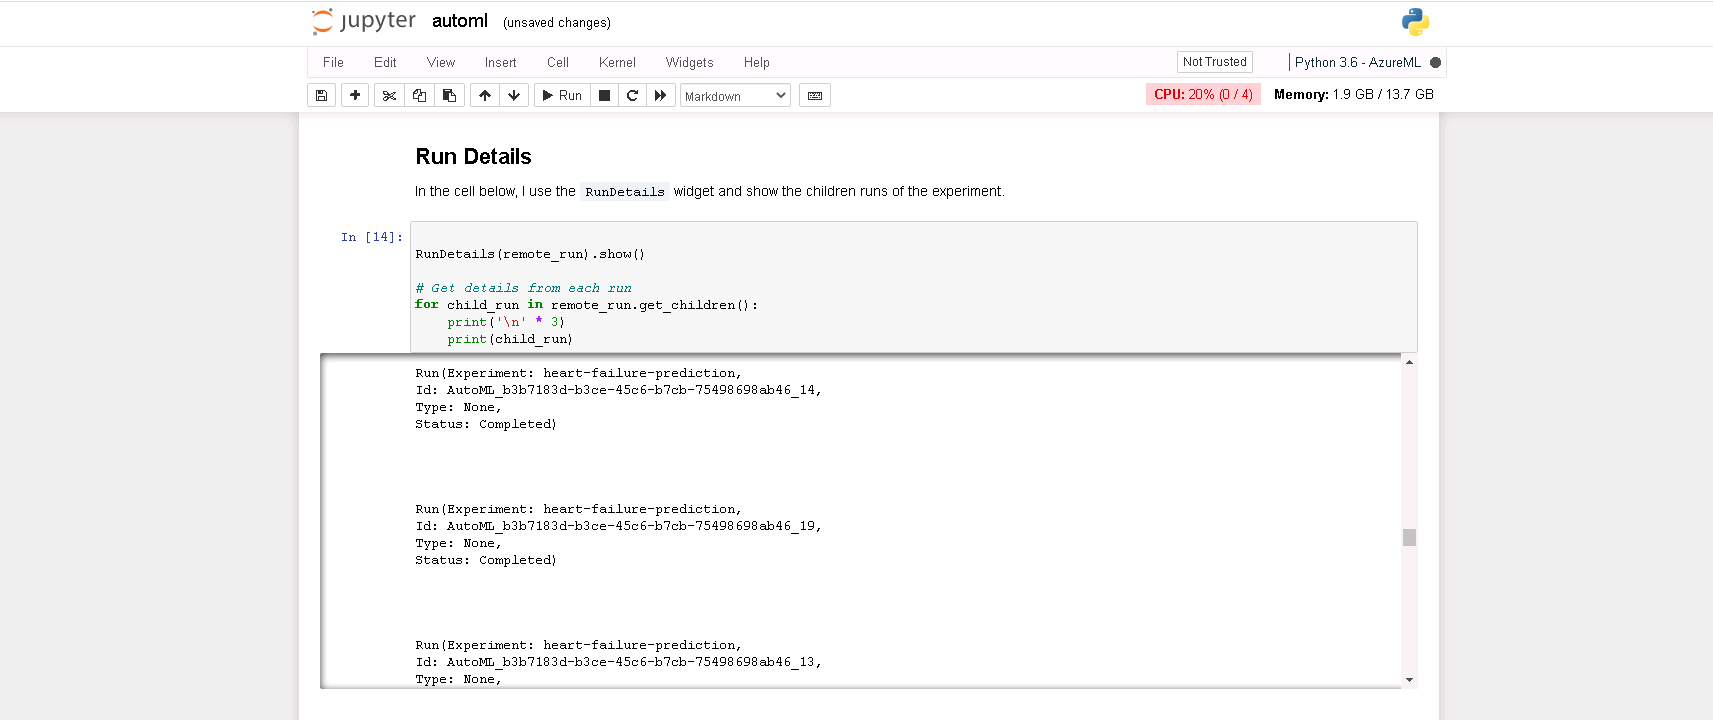 jupyter automl (unsaved changes)
File Edit View Insert Cell Kernel Widgets Help Not Trusted Python 3.6 - AzureML
Run Markdown CPU: 20% (0 / 4) Memory: 1.9 GB / 13.7 GB
Run Details
In the cell below, I use the RunDetails widget and show the children runs of the experiment.
In [14]:
RunDetails(remote_run).show()
# Get details from each run
for child_run in remote_run.get_children():
    print('\n' * 3)
    print(child_run)
Run(Experiment: heart-failure-prediction,
Id: AutoML_b3b7183d-b3ce-45c6-b7cb-75498698ab46_14,
Type: None,
Status: Completed)
Run(Experiment: heart-failure-prediction,
Id: AutoML_b3b7183d-b3ce-45c6-b7cb-75498698ab46_19,
Type: None,
Status: Completed)
Run(Experiment: heart-failure-prediction,
Id: AutoML_b3b7183d-b3ce-45c6-b7cb-75498698ab46_13,
Type: None,